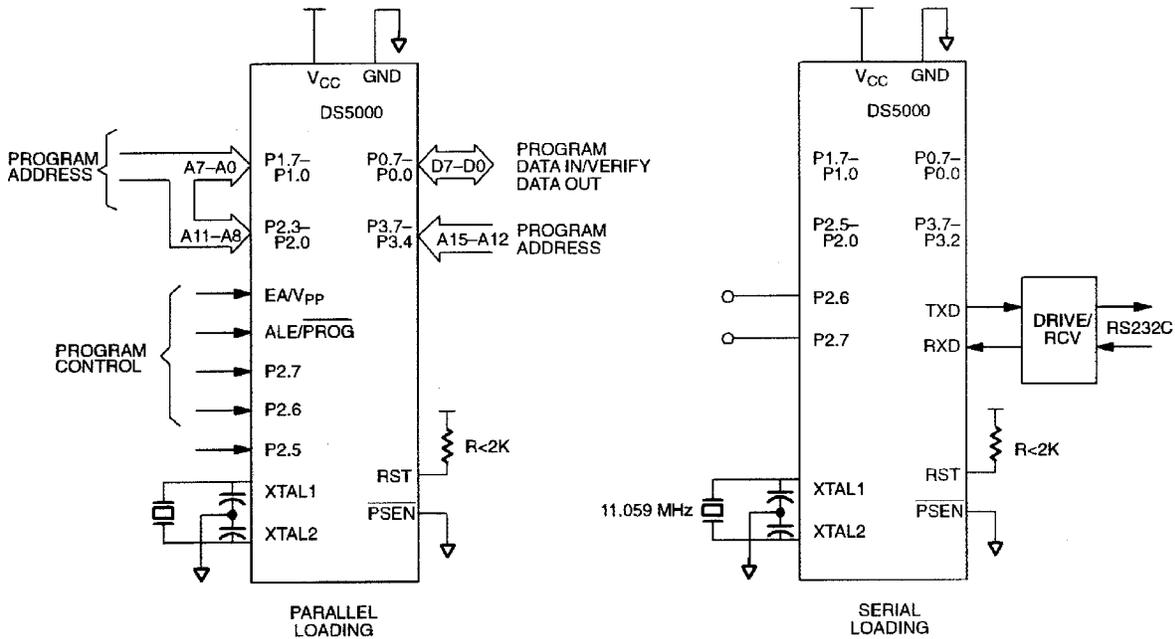 VCC GND
DS5000
PROGRAM
ADDRESS
A7–A0
A11–A8
P1.7–
P1.0
P0.7–
P0.0
D7–D0
PROGRAM
DATA IN/VERIFY
DATA OUT
P2.3–
P2.0
P3.7–
P3.4
A15–A12
PROGRAM
ADDRESS
PROGRAM
CONTROL
EA/VPP
ALE/PROG
P2.7
P2.6
P2.5
XTAL1
XTAL2
RST
PSEN
R<2K
PARALLEL
LOADING
VCC GND
DS5000
P1.7–
P1.0
P0.7–
P0.0
P2.5–
P2.0
P3.7–
P3.2
P2.6
P2.7
TXD
RXD
DRIVE/
RCV
RS232C
R<2K
RST
PSEN
11.059 MHz
XTAL1
XTAL2
SERIAL
LOADING